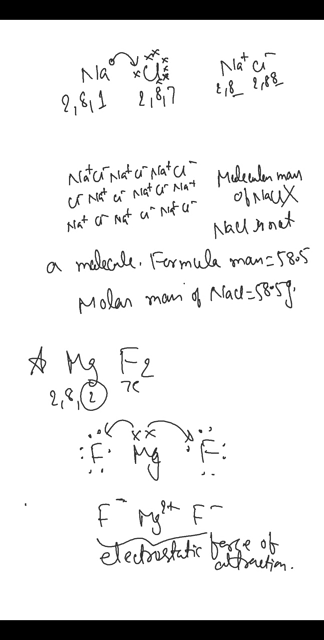 Na Cl Na⁺ Cl⁻
2,8,1 2,8,7 2,8 2,8,8
Na⁺Cl⁻Na⁺Cl⁻Na⁺Cl⁻ Molecular mass
Cl⁻Na⁺Cl⁻Na⁺Cl⁻Na⁺ of NaCl X
Na⁺Cl⁻Na⁺Cl⁻Na⁺Cl⁻ NaCl is not
a molecule. Formula mass=58.5
Molar mass of NaCl=58.5g.
Mg F2
2,8,2 7e
F Mg F
F⁻ Mg²⁺ F⁻
electrostatic force of
attraction.